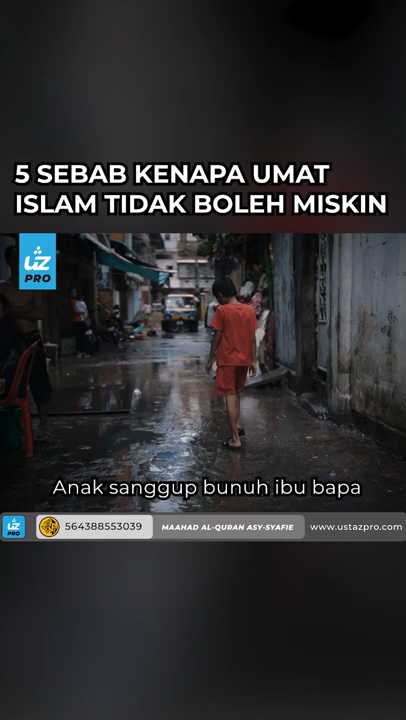 5 SEBAB KENAPA UMAT
ISLAM TIDAK BOLEH MISKIN
UZ
PRO
Anak sanggup bunuh ibu bapa
UZ
PRO
564388553039
MAAHAD AL-QURAN ASY-SYAFIE
www.ustazpro.com